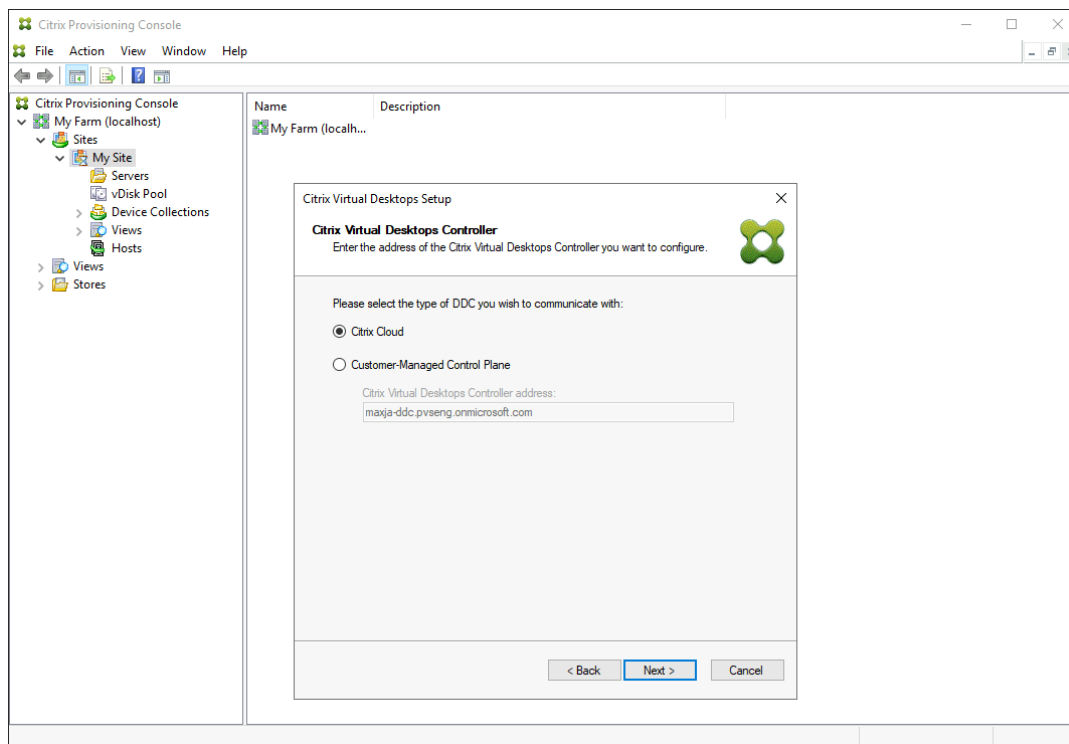 Citrix Provisioning Console
File Action View Window Help
Citrix Provisioning Console
My Farm (localhost)
Sites
My Site
Servers
vDisk Pool
Device Collections
Views
Hosts
Views
Stores
Name Description
My Farm (localh...
Citrix Virtual Desktops Setup
Citrix Virtual Desktops Controller
Enter the address of the Citrix Virtual Desktops Controller you want to configure.
Please select the type of DDC you wish to communicate with:
Citrix Cloud
Customer-Managed Control Plane
Citrix Virtual Desktops Controller address:
maxja-ddc.pvseng.onmicrosoft.com
< Back Next > Cancel